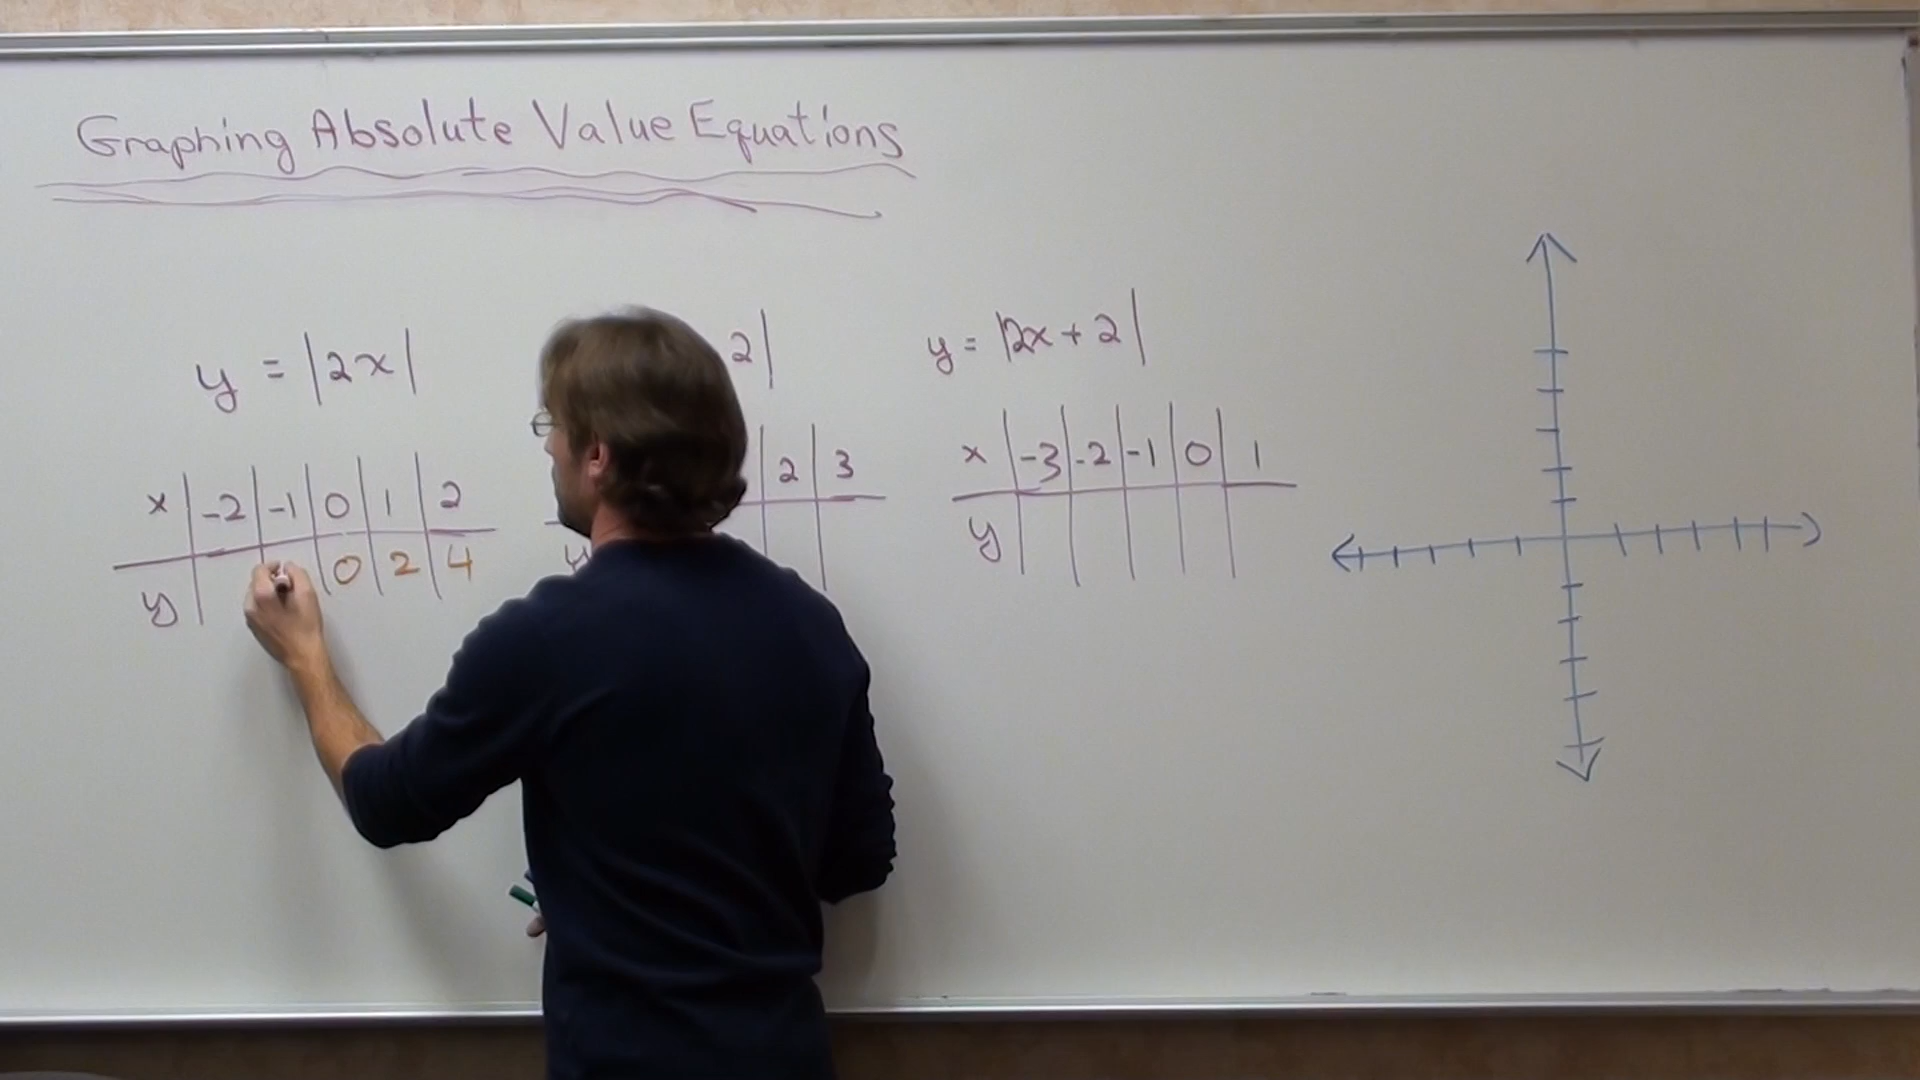 Graphing Absolute Value Equations
y = |2x|
x -2 -1 0 1 2
y 0 2 4
2|
2 3
y
y = |2x + 2|
x -3 -2 -1 0 1
y